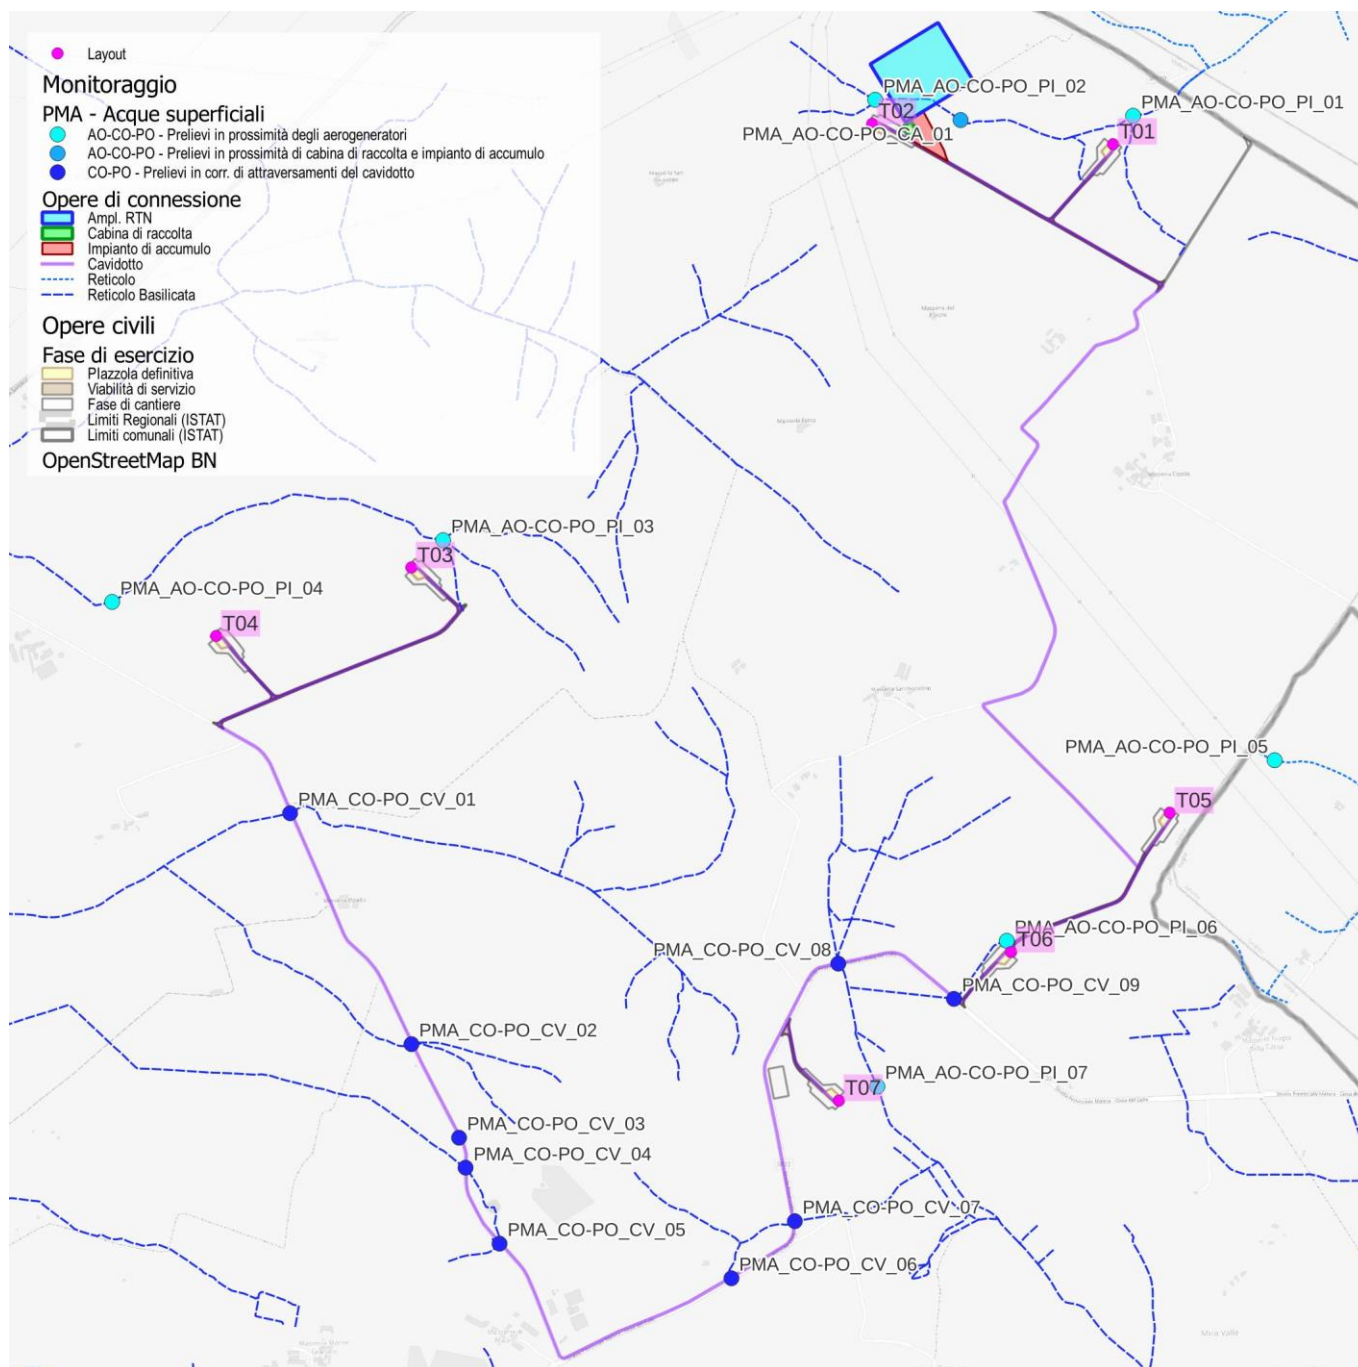 Layout
Monitoraggio
PMA - Acque superficiali
AO-CO-PO - Prelievi in prossimità degli aerogeneratori
AO-CO-PO - Prelievi in prossimità di cabina di raccolta e impianto di accumulo
CO-PO - Prelievi in corr. di attraversamenti del cavidotto
Opere di connessione
Ampl. RTN
Cabina di raccolta
Impianto di accumulo
Cavidotto
Reticolo
Reticolo Basilicata
Opere civili
Fase di esercizio
Piazzola definitiva
Viabilità di servizio
Fase di cantiere
Limiti Regionali (ISTAT)
Limiti comunali (ISTAT)
OpenStreetMap BN
PMA_AO-CO-PO_PI_02
PMA_AO-CO-PO_PI_01
T02
PMA_AO-CO-PO_CA_01
T01
PMA_AO-CO-PO_PI_03
T03
PMA_AO-CO-PO_PI_04
T04
PMA_AO-CO-PO_PI_05
T05
PMA_CO-PO_CV_01
PMA_AO-CO-PO_PI_06
T06
PMA_CO-PO_CV_08
PMA_CO-PO_CV_09
PMA_CO-PO_CV_02
T07
PMA_AO-CO-PO_PI_07
PMA_CO-PO_CV_03
PMA_CO-PO_CV_04
PMA_CO-PO_CV_07
PMA_CO-PO_CV_05
PMA_CO-PO_CV_06